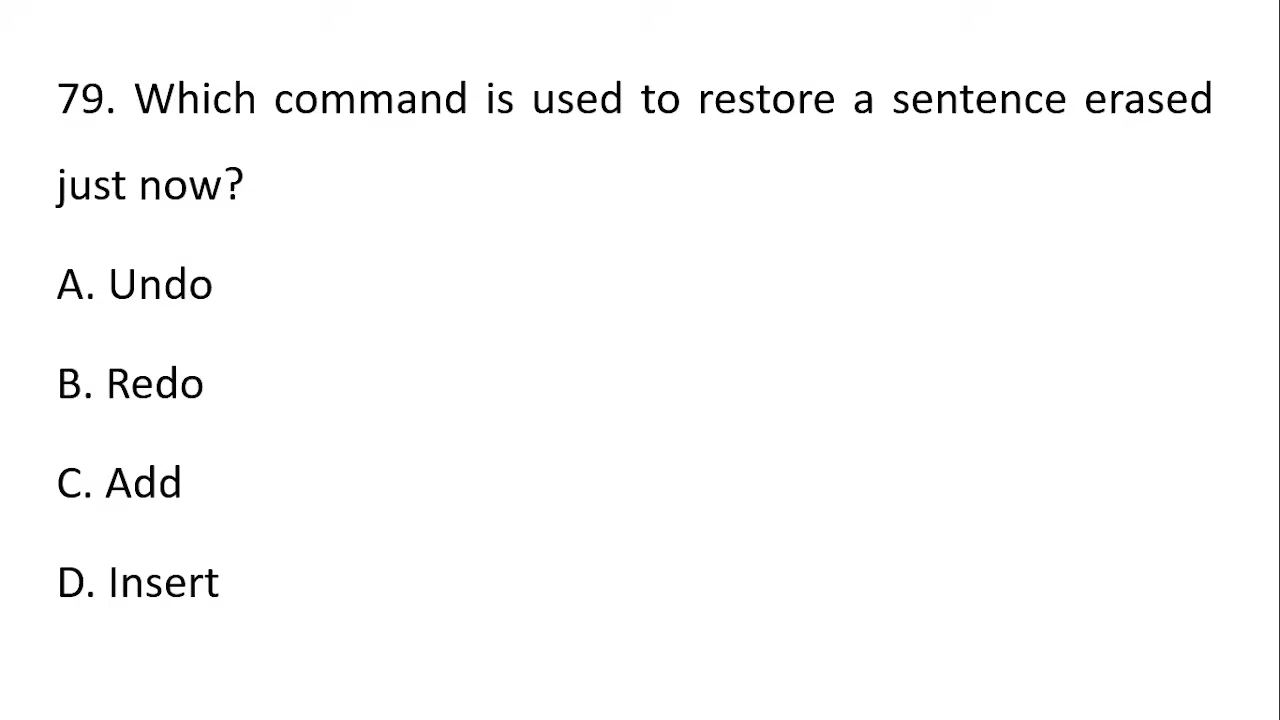 79. Which command is used to restore a sentence erased
just now?
A. Undo
B. Redo
C. Add
D. Insert